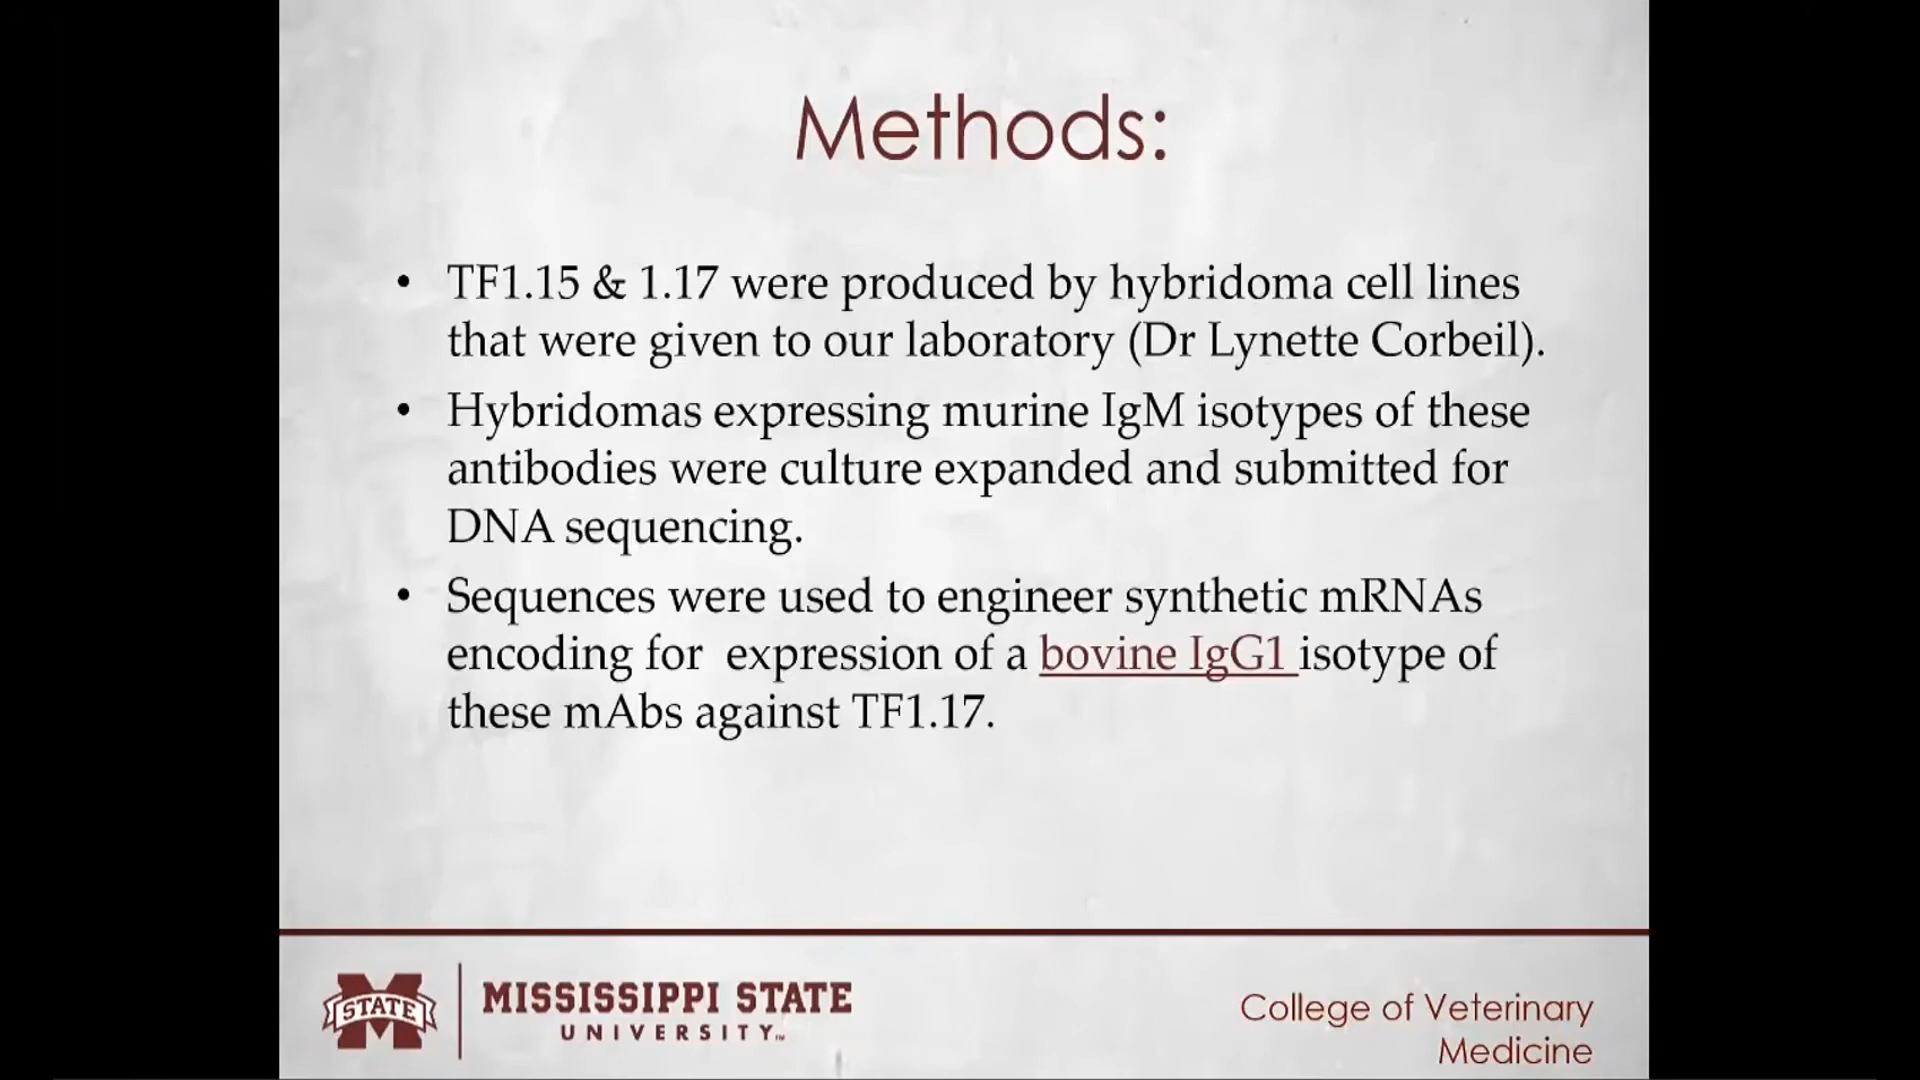 Methods:
• TF1.15 & 1.17 were produced by hybridoma cell lines
that were given to our laboratory (Dr Lynette Corbeil).
• Hybridomas expressing murine IgM isotypes of these
antibodies were culture expanded and submitted for
DNA sequencing.
• Sequences were used to engineer synthetic mRNAs
encoding for  expression of a bovine IgG1 isotype of
these mAbs against TF1.17.
STATE
MISSISSIPPI STATE
UNIVERSITY™
College of Veterinary
Medicine